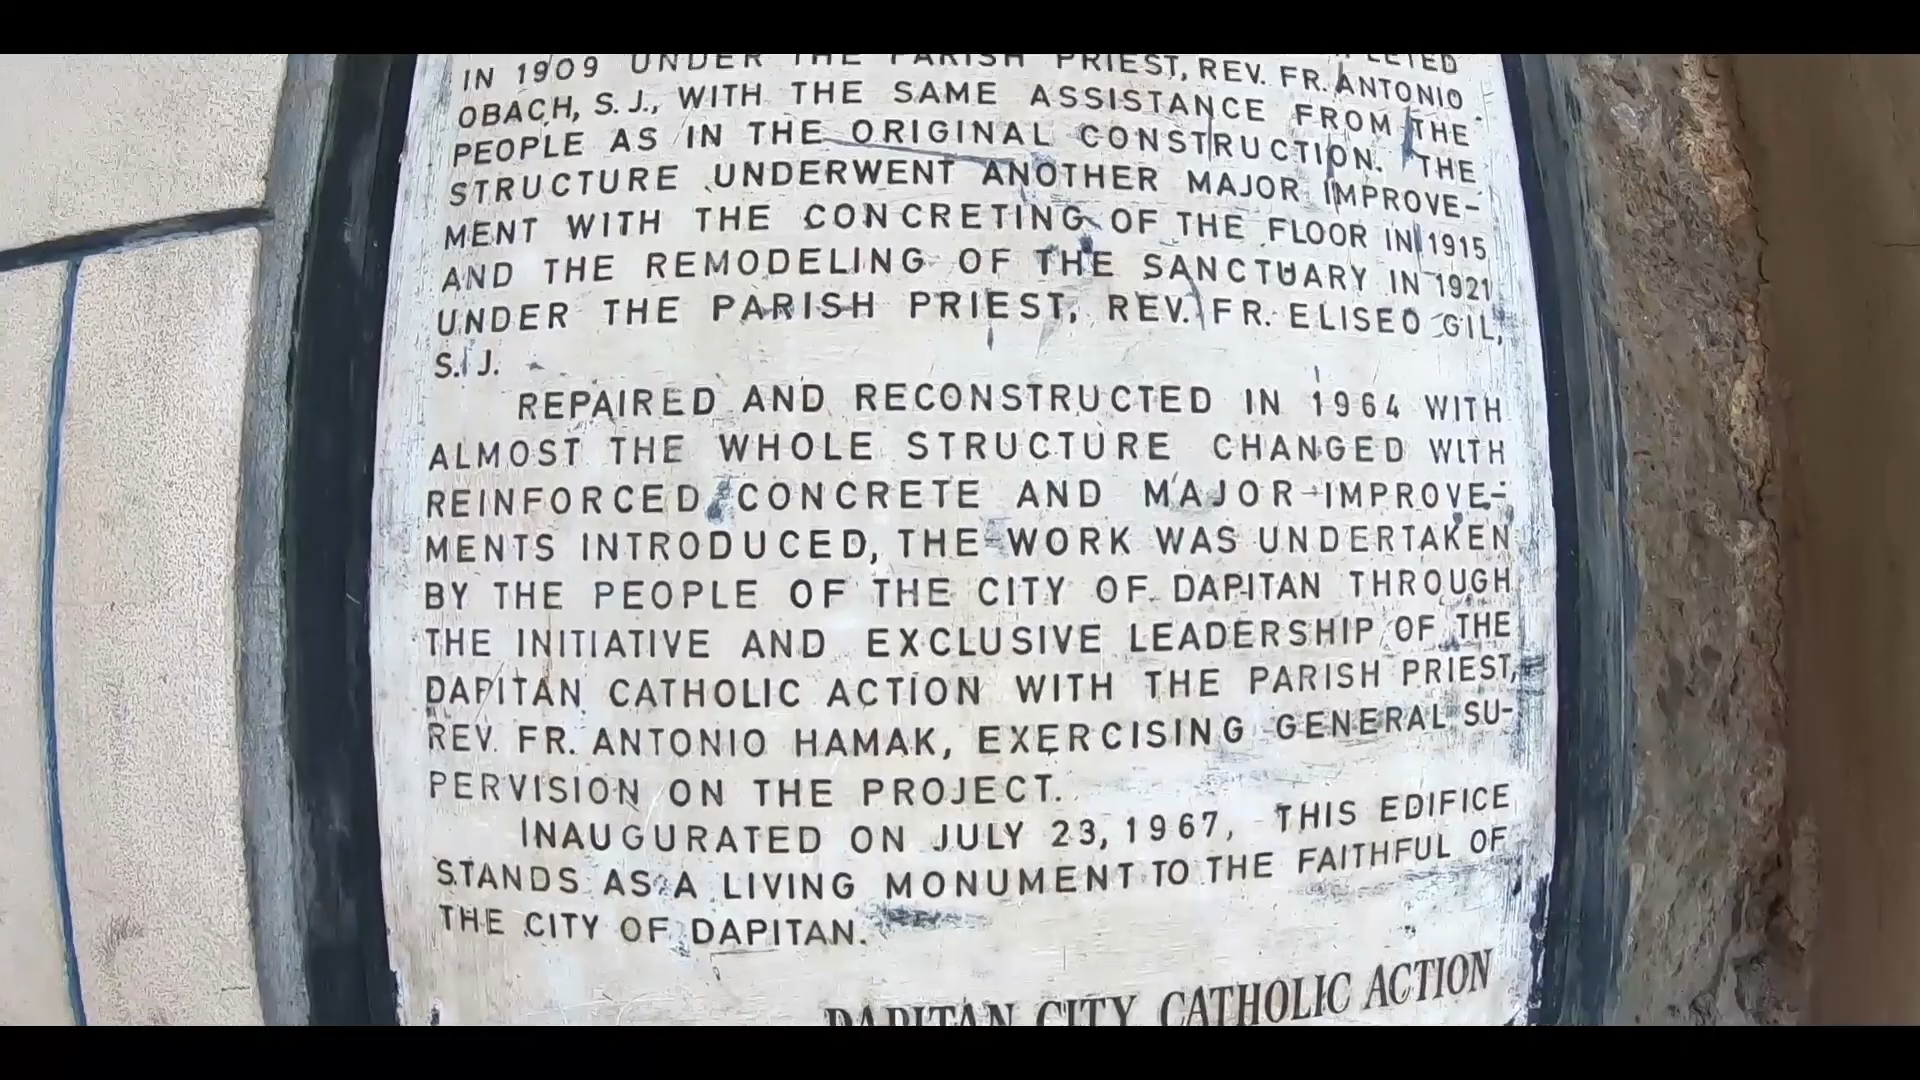 IN 1909 UNDER THE PARISH PRIEST, REV. FR. ANTONIO
OBACH, S. J., WITH THE SAME ASSISTANCE FROM THE
PEOPLE AS IN THE ORIGINAL CONSTRUCTION. THE
STRUCTURE UNDERWENT ANOTHER MAJOR IMPROVE-
MENT WITH THE CONCRETING OF THE FLOOR IN 1915
AND THE REMODELING OF THE SANCTUARY IN 1921
UNDER THE PARISH PRIEST, REV. FR. ELISEO GIL,
S. J.
REPAIRED AND RECONSTRUCTED IN 1964 WITH
ALMOST THE WHOLE STRUCTURE CHANGED WITH
REINFORCED CONCRETE AND MAJOR IMPROVE-
MENTS INTRODUCED, THE WORK WAS UNDERTAKEN
BY THE PEOPLE OF THE CITY OF DAPITAN THROUGH
THE INITIATIVE AND EXCLUSIVE LEADERSHIP OF THE
DAPITAN CATHOLIC ACTION WITH THE PARISH PRIEST,
REV. FR. ANTONIO HAMAK, EXERCISING GENERAL SU-
PERVISION ON THE PROJECT.
INAUGURATED ON JULY 23, 1967, THIS EDIFICE
STANDS AS A LIVING MONUMENT TO THE FAITHFUL OF
THE CITY OF DAPITAN.
DAPITAN CITY CATHOLIC ACTION